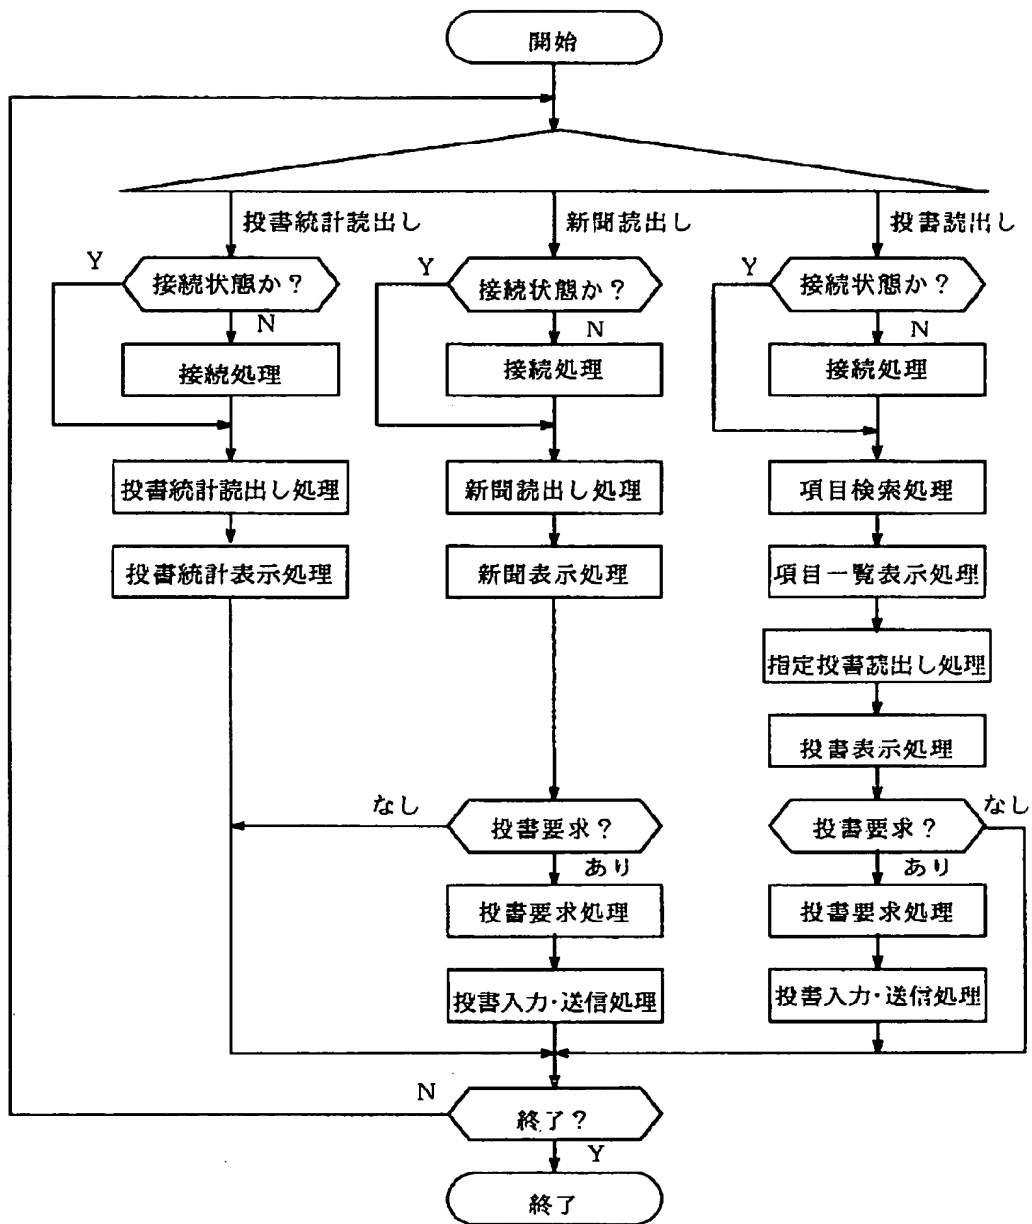 開始
投書統計読出し
新聞読出し
投書読出し
Y
接続状態か？
Y
接続状態か？
Y
接続状態か？
N
N
N
接続処理
接続処理
接続処理
投書統計読出し処理
新聞読出し処理
項目検索処理
投書統計表示処理
新聞表示処理
項目一覧表示処理
指定投書読出し処理
投書表示処理
なし
投書要求？
投書要求？
なし
あり
あり
投書要求処理
投書要求処理
投書入力・送信処理
投書入力・送信処理
N
終了？
Y
終了